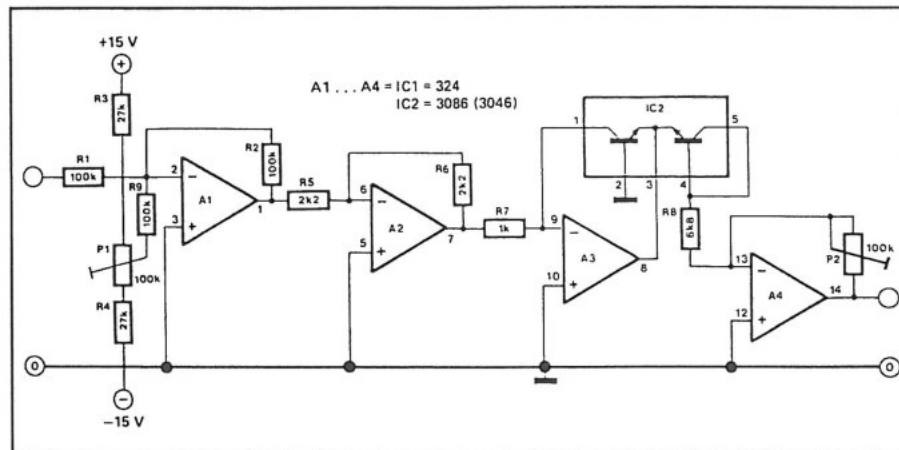 +15 V
A1 ... A4 = IC1 = 324
IC2 = 3086 (3046)
R3
27k
IC2
1
5
2
3
4
R1
100k
R2
100k
R9
100k
2
A1
1
3
R5
2k2
R6
2k2
6
A2
7
5
R7
1k
9
A3
8
10
R8
6k8
P2
100k
13
A4
14
12
P1
100k
R4
27k
0
0
−15 V